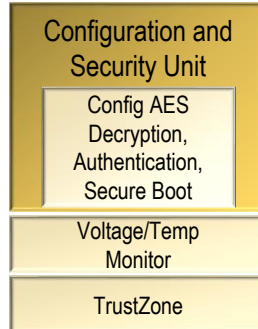 Configuration and
Security Unit
Config AES
Decryption,
Authentication,
Secure Boot
Voltage/Temp
Monitor
TrustZone